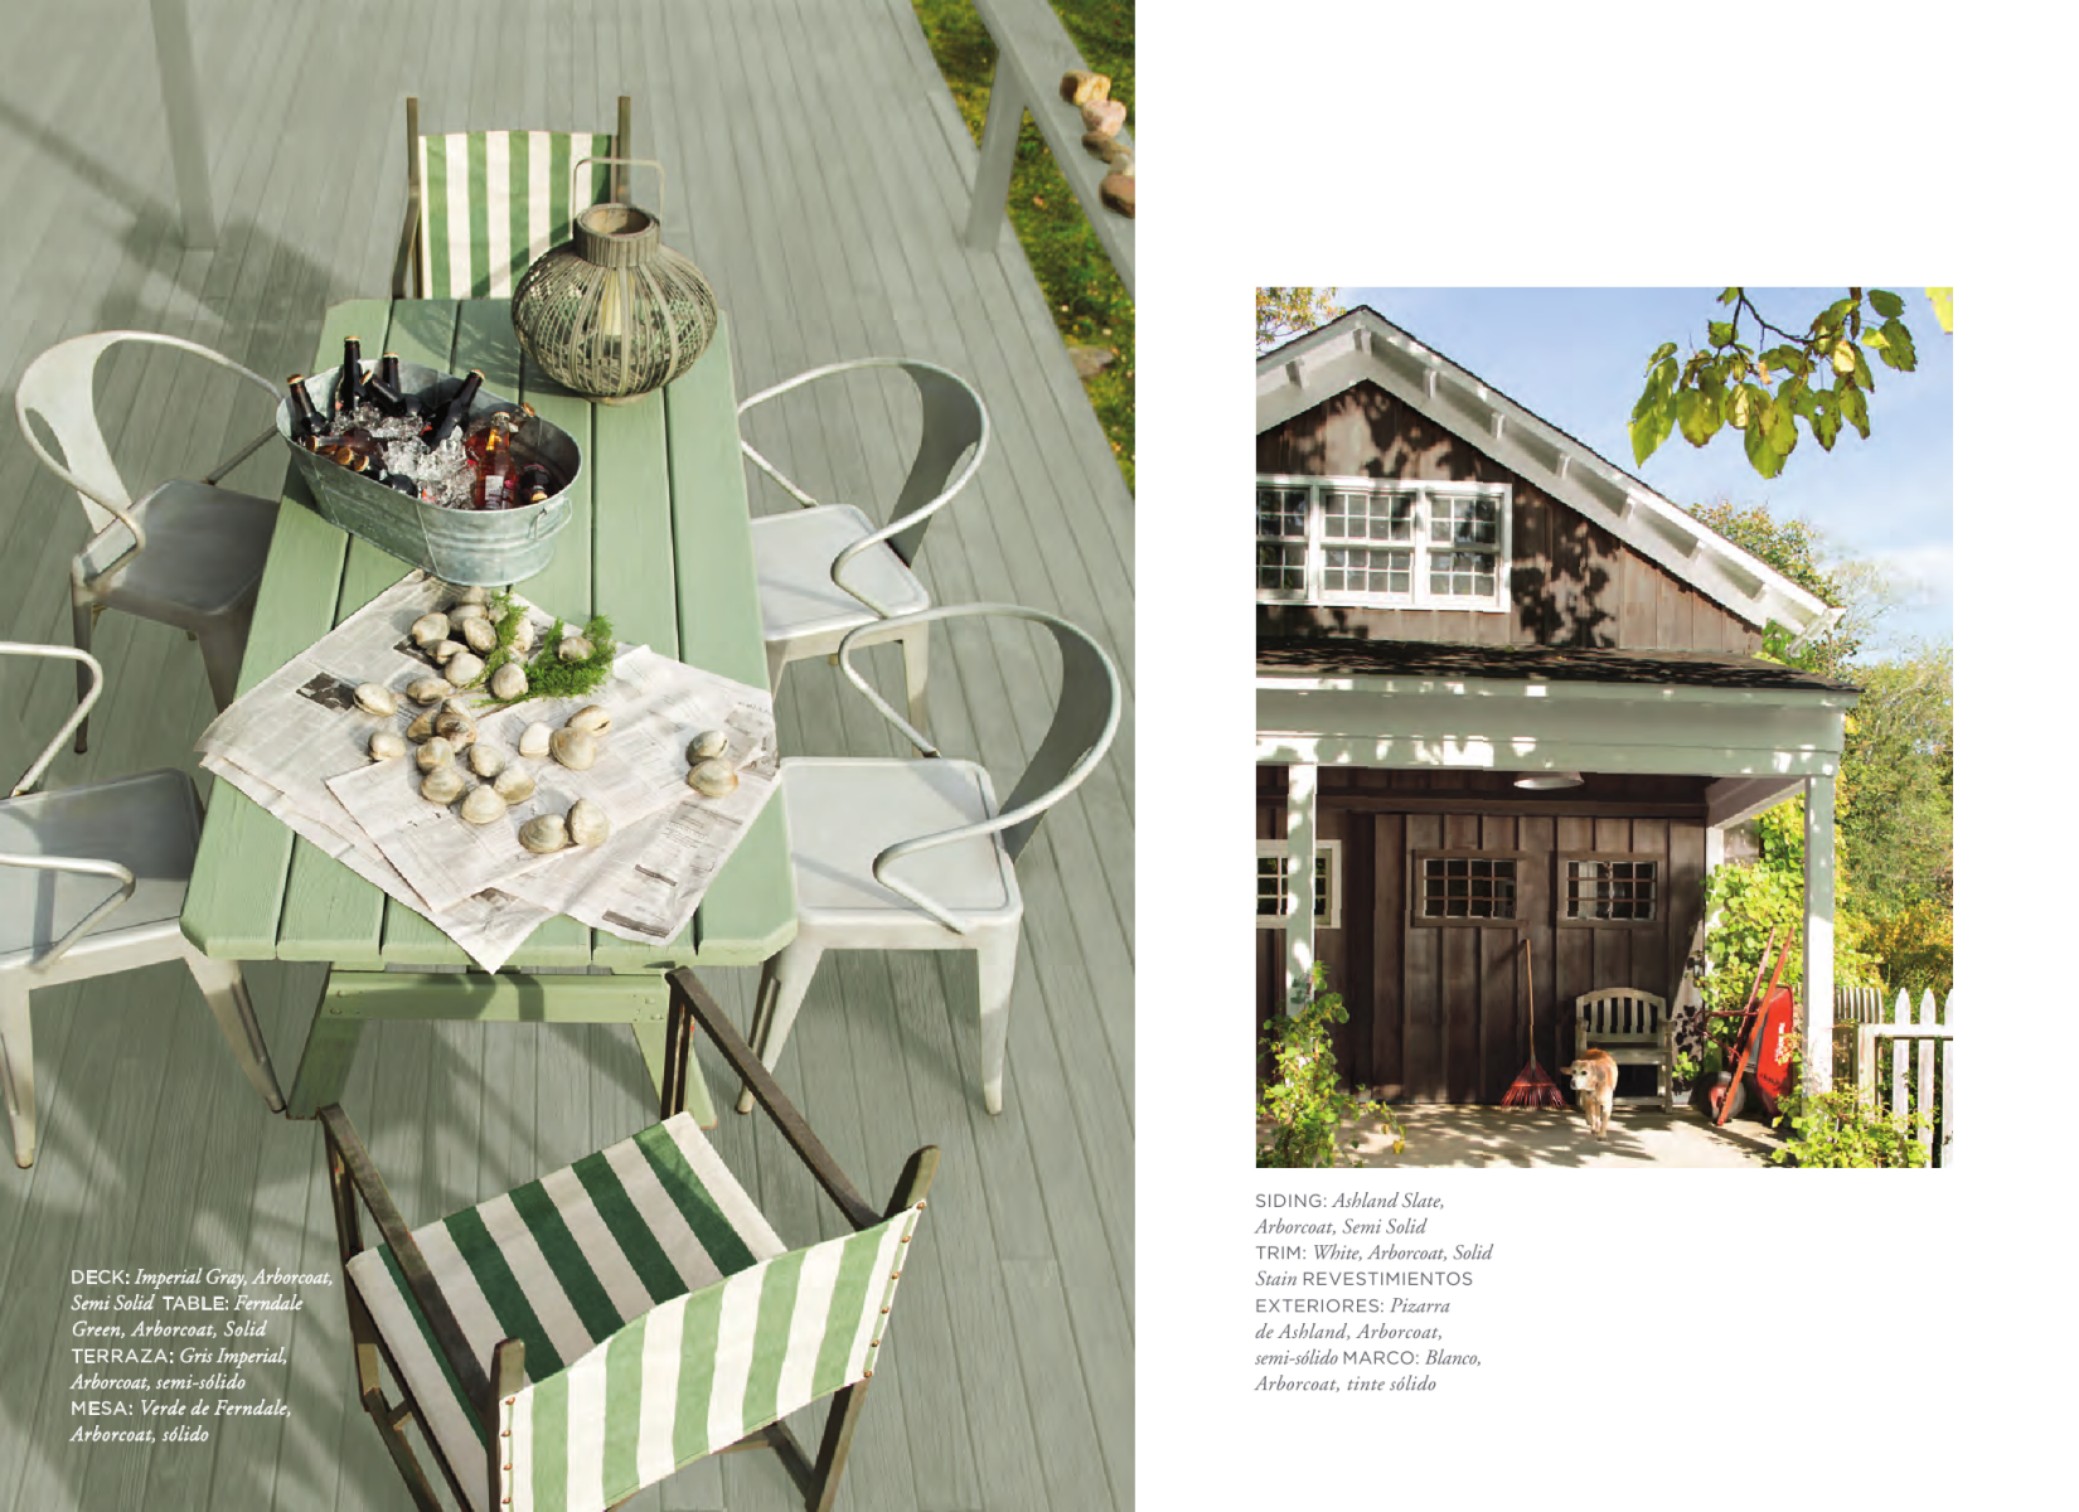 DECK: Imperial Gray, Arborcoat,
Semi Solid TABLE: Ferndale
Green, Arborcoat, Solid
TERRAZA: Gris Imperial,
Arborcoat, semi-sólido
MESA: Verde de Ferndale,
Arborcoat, sólido
SIDING: Ashland Slate,
Arborcoat, Semi Solid
TRIM: White, Arborcoat, Solid
Stain REVESTIMIENTOS
EXTERIORES: Pizarra
de Ashland, Arborcoat,
semi-sólido MARCO: Blanco,
Arborcoat, tinte sólido